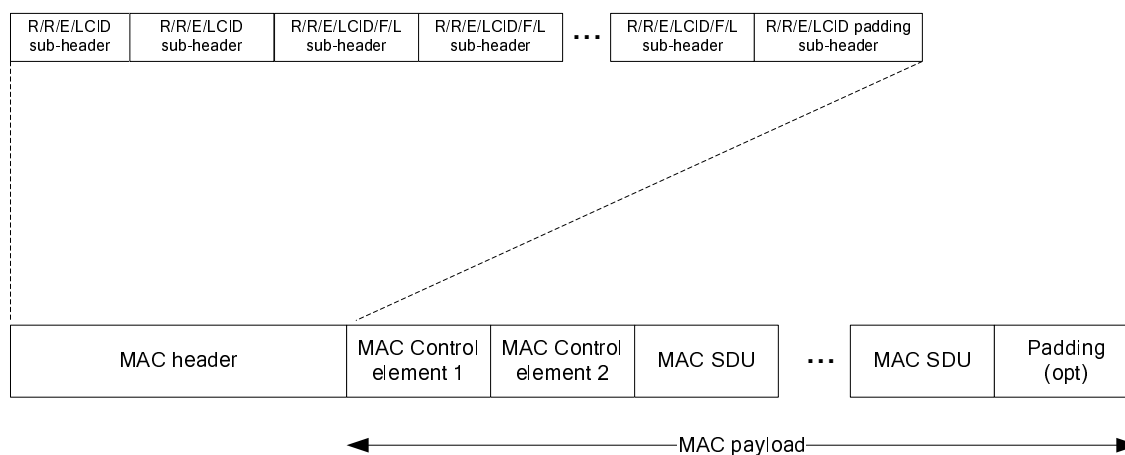 R/R/E/LCID sub-header
R/R/E/LCID sub-header
R/R/E/LCID/F/L sub-header
R/R/E/LCID/F/L sub-header
...
R/R/E/LCID/F/L sub-header
R/R/E/LCID padding sub-header
MAC header
MAC Control element 1
MAC Control element 2
MAC SDU
...
MAC SDU
Padding (opt)
MAC payload